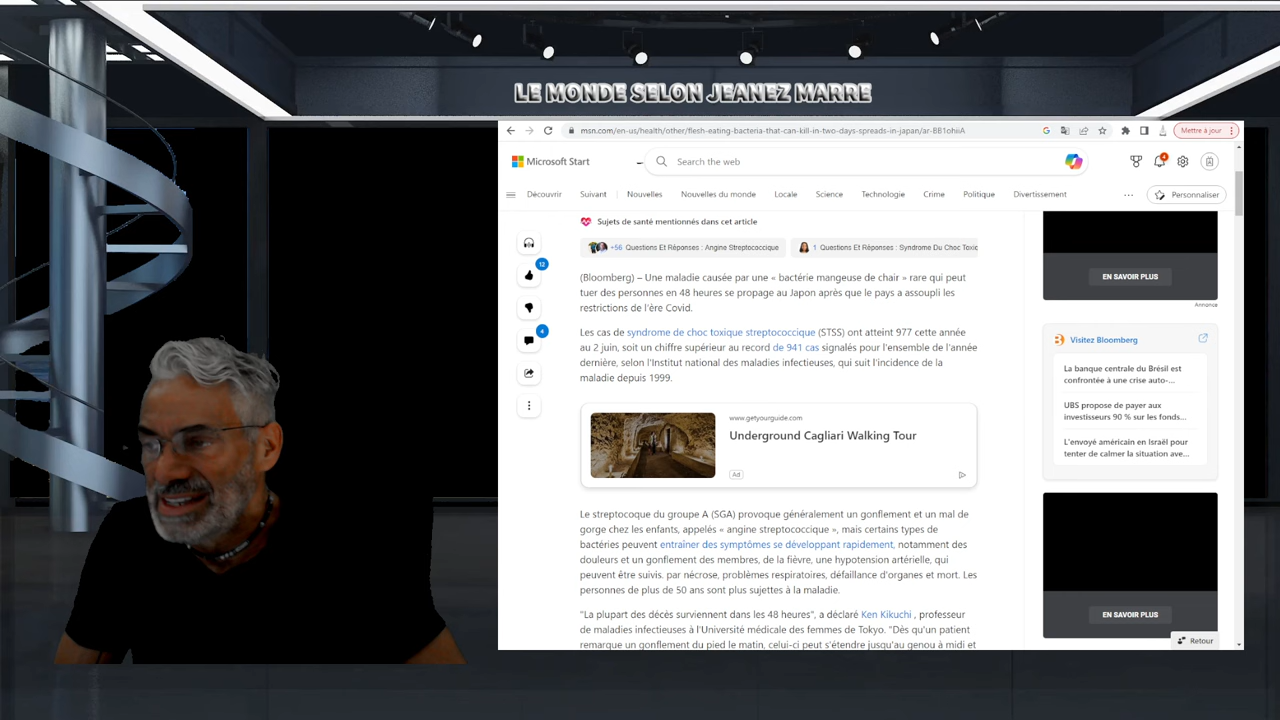 LE MONDE SELON JEANEZ MARRE
msn.com/en-us/health/other/flesh-eating-bacteria-that-can-kill-in-two-days-spreads-in-japan/ar-BB1ohiiA
Mettre à jour
Microsoft Start
Search the web
4
Découvrir Suivant Nouvelles Nouvelles du monde Locale Science Technologie Crime Politique Divertissement
Personnaliser
Sujets de santé mentionnés dans cet article
+56 Questions Et Réponses : Angine Streptococcique
1 Questions Et Réponses : Syndrome Du Choc Toxic
12
4
(Bloomberg) – Une maladie causée par une « bactérie mangeuse de chair » rare qui peut
tuer des personnes en 48 heures se propage au Japon après que le pays a assoupli les
restrictions de l'ère Covid.
Les cas de syndrome de choc toxique streptococcique (STSS) ont atteint 977 cette année
au 2 juin, soit un chiffre supérieur au record de 941 cas signalés pour l'ensemble de l'année
dernière, selon l'Institut national des maladies infectieuses, qui suit l'incidence de la
maladie depuis 1999.
www.getyourguide.com
Underground Cagliari Walking Tour
Ad
Le streptocoque du groupe A (SGA) provoque généralement un gonflement et un mal de
gorge chez les enfants, appelés « angine streptococcique », mais certains types de
bactéries peuvent entraîner des symptômes se développant rapidement, notamment des
douleurs et un gonflement des membres, de la fièvre, une hypotension artérielle, qui
peuvent être suivis. par nécrose, problèmes respiratoires, défaillance d'organes et mort. Les
personnes de plus de 50 ans sont plus sujettes à la maladie.
"La plupart des décès surviennent dans les 48 heures", a déclaré Ken Kikuchi , professeur
de maladies infectieuses à l'Université médicale des femmes de Tokyo. "Dès qu'un patient
remarque un gonflement du pied le matin, celui-ci peut s'étendre jusqu'au genou à midi et
EN SAVOIR PLUS
Annonce
Visitez Bloomberg
La banque centrale du Brésil est
confrontée à une crise auto-...
UBS propose de payer aux
investisseurs 90 % sur les fonds...
L'envoyé américain en Israël pour
tenter de calmer la situation ave...
EN SAVOIR PLUS
Retour